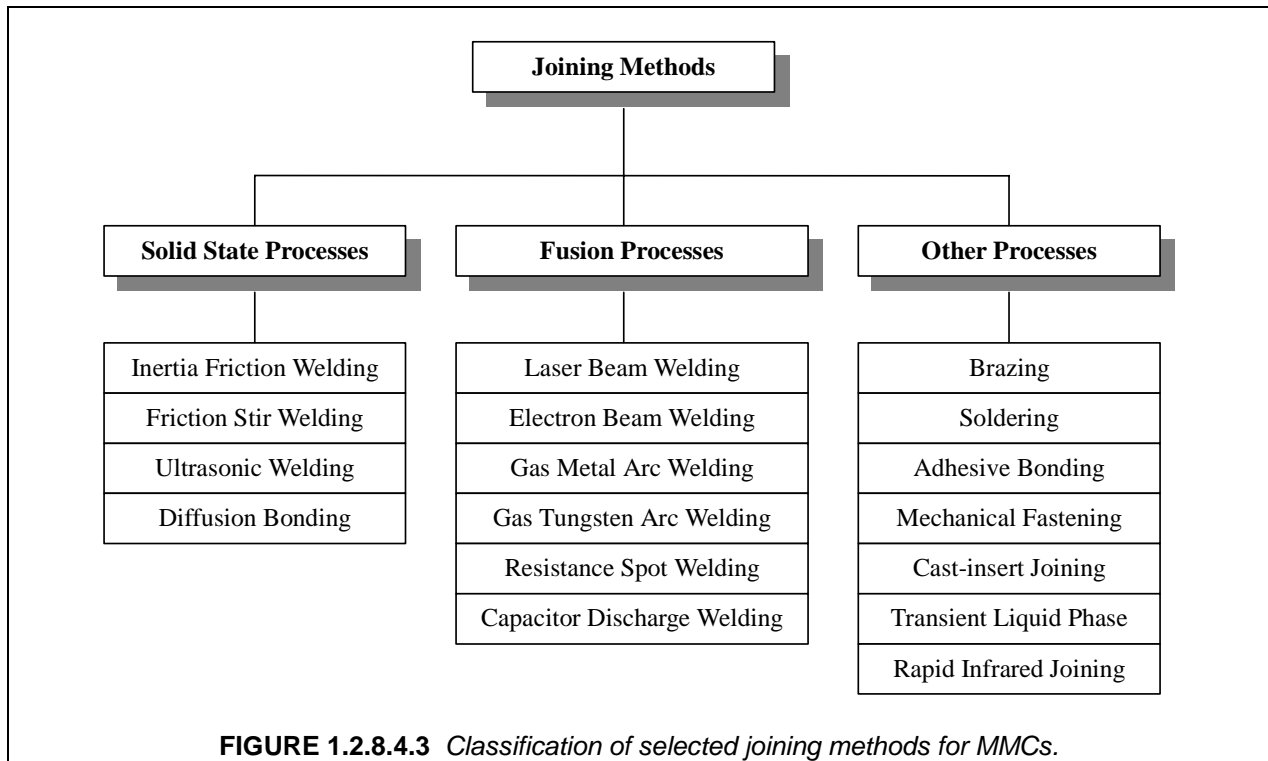 Joining Methods
Solid State Processes
Inertia Friction Welding
Friction Stir Welding
Ultrasonic Welding
Diffusion Bonding
Fusion Processes
Laser Beam Welding
Electron Beam Welding
Gas Metal Arc Welding
Gas Tungsten Arc Welding
Resistance Spot Welding
Capacitor Discharge Welding
Other Processes
Brazing
Soldering
Adhesive Bonding
Mechanical Fastening
Cast-insert Joining
Transient Liquid Phase
Rapid Infrared Joining
FIGURE 1.2.8.4.3 Classification of selected joining methods for MMCs.